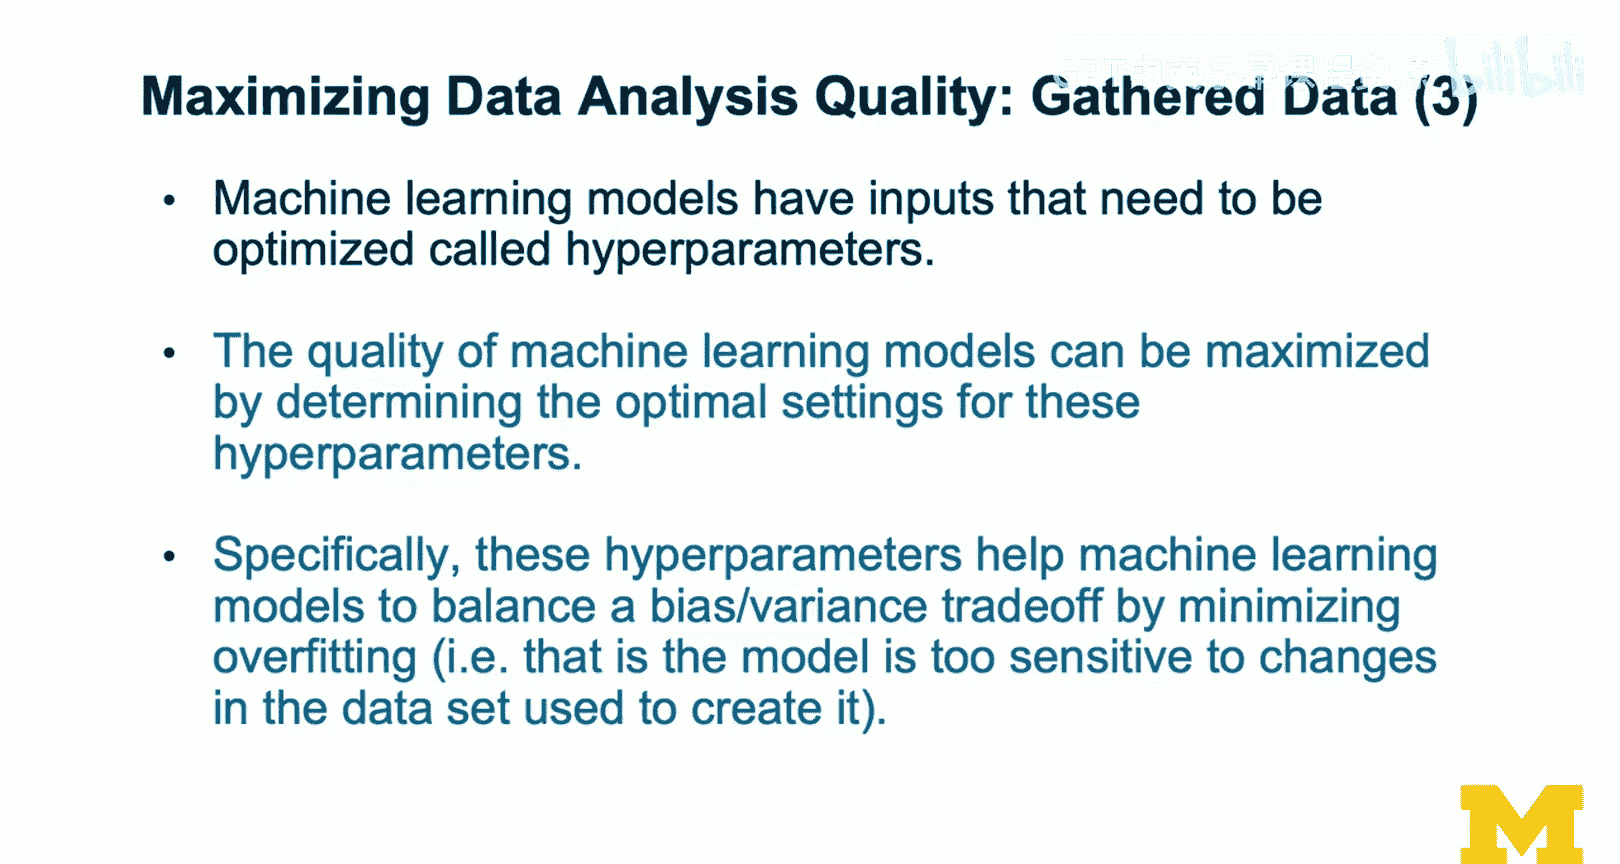 Maximizing Data Analysis Quality: Gathered Data (3)
bilibili
• Machine learning models have inputs that need to be
optimized called hyperparameters.
• The quality of machine learning models can be maximized
by determining the optimal settings for these
hyperparameters.
• Specifically, these hyperparameters help machine learning
models to balance a bias/variance tradeoff by minimizing
overfitting (i.e. that is the model is too sensitive to changes
in the data set used to create it).
M